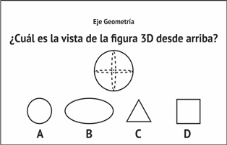 Eje Geometría
¿Cuál es la vista de la figura 3D desde arriba?
A B C D